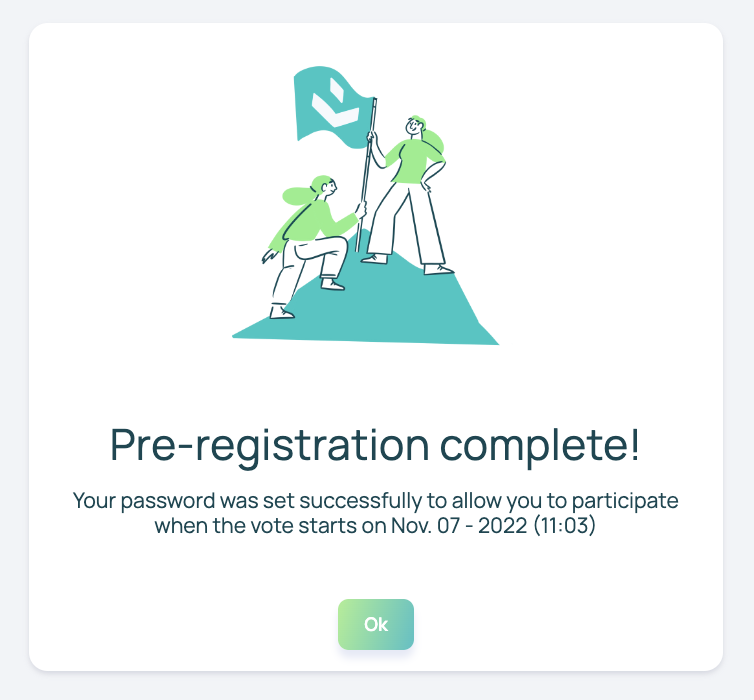 Pre-registration complete!
Your password was set successfully to allow you to participate
when the vote starts on Nov. 07 - 2022 (11:03)
Ok